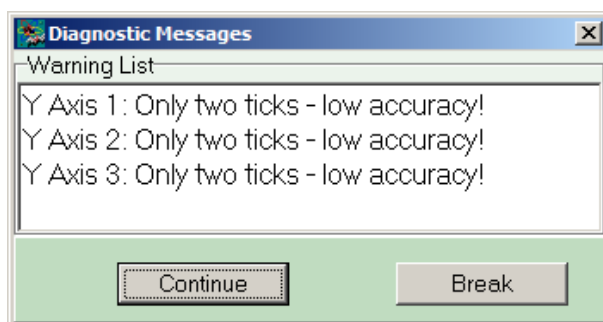 Diagnostic Messages
Warning List
Y Axis 1: Only two ticks - low accuracy!
Y Axis 2: Only two ticks - low accuracy!
Y Axis 3: Only two ticks - low accuracy!
Continue Break